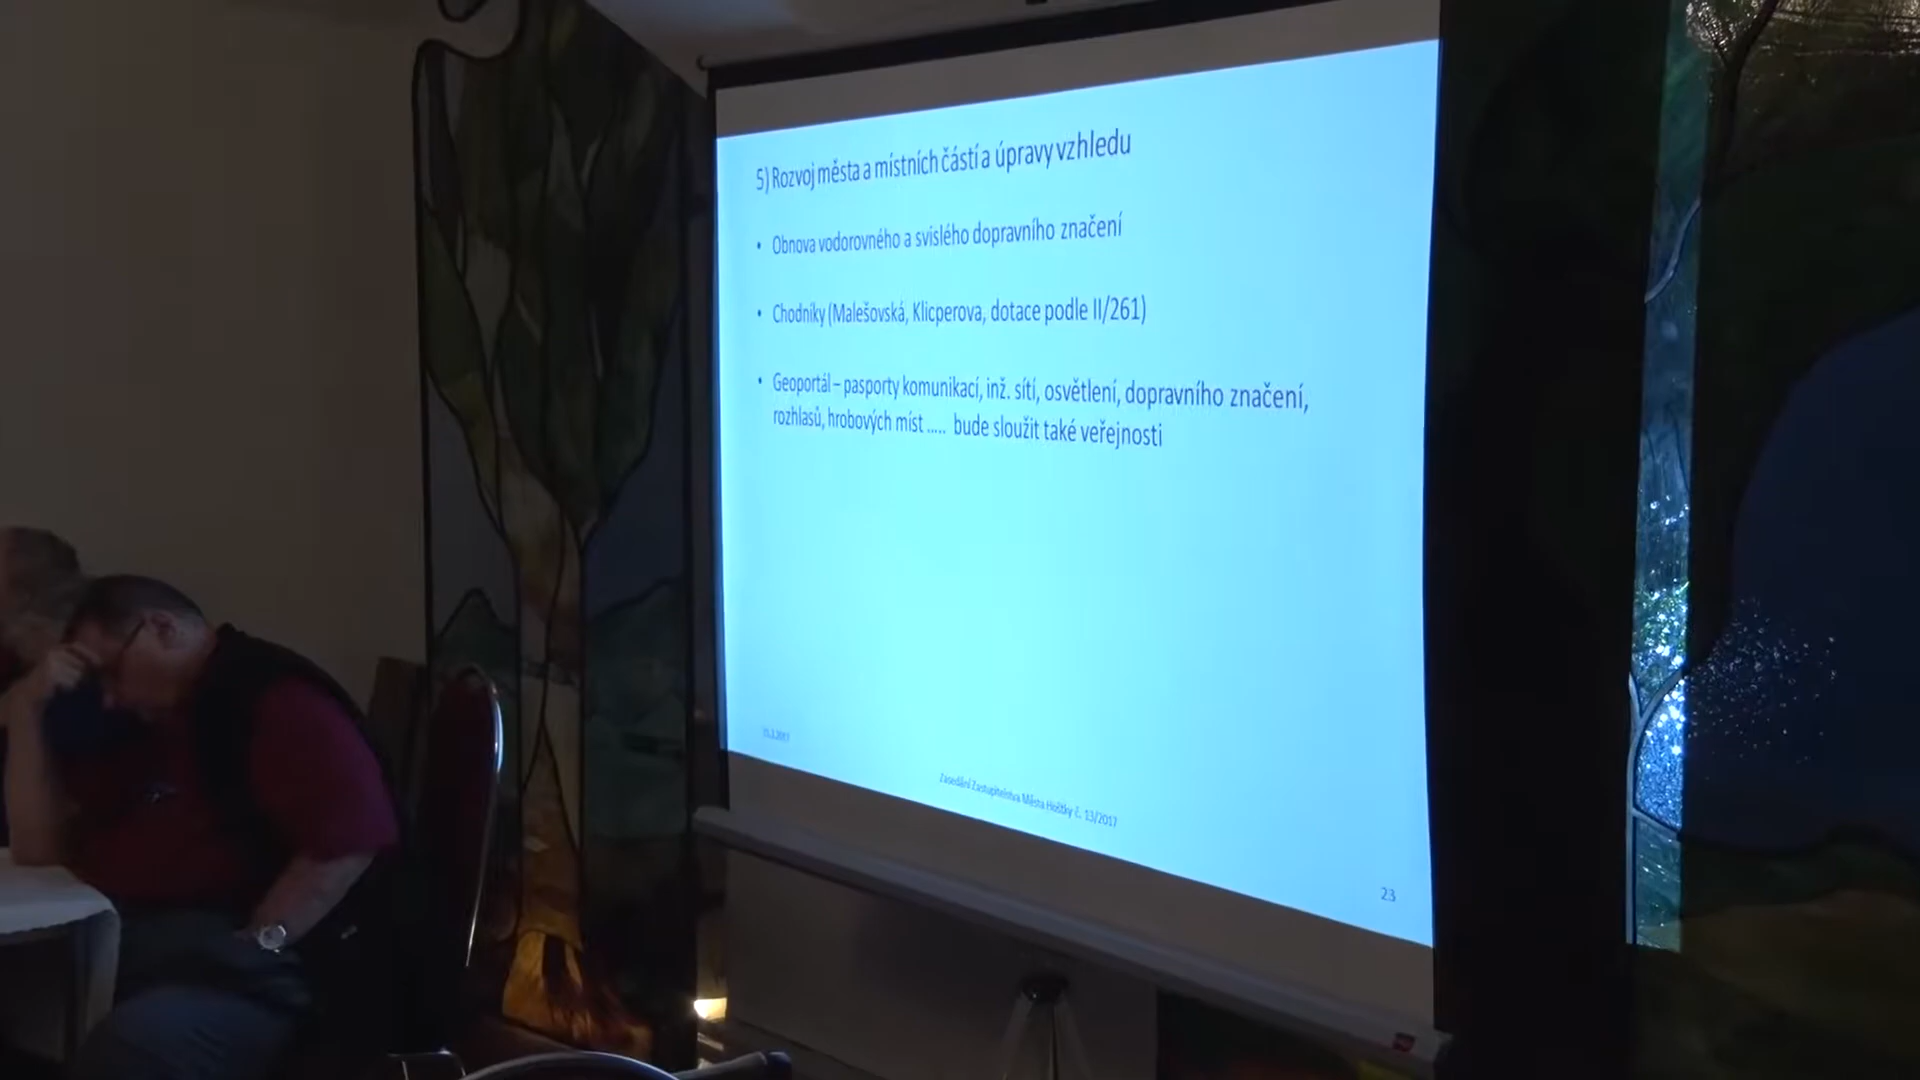 5) Rozvoj města a místních částí a úpravy vzhledu
• Obnova vodorovného a svislého dopravního značení
• Chodníky (Malešovská, Klicperova, dotace podle II/261)
• Geoportál – pasporty komunikací, inž. sítí, osvětlení, dopravního značení,
rozhlasů, hrobových míst ..... bude sloužit také veřejnosti
Zasedání Zastupitelstva Města Hoštky č. 13/2017
23